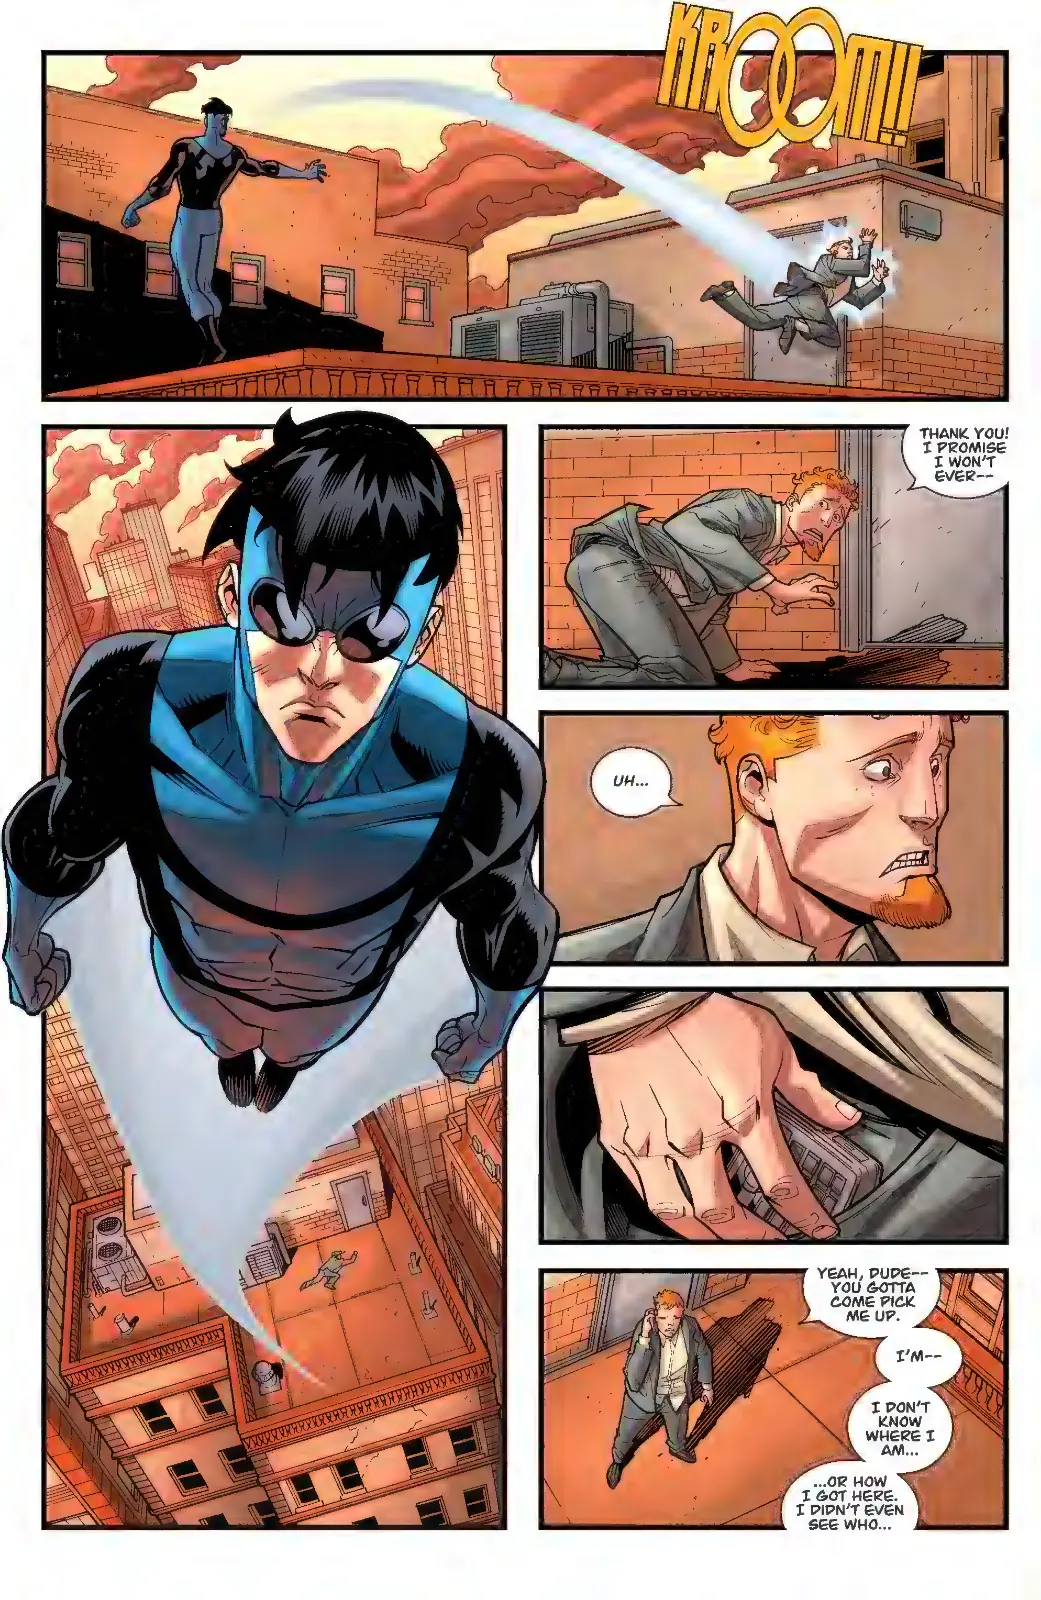 KROOM!!
THANK YOU!
I PROMISE
I WON'T
EVER--
UH...
YEAH, DUDE--
YOU GOTTA
COME PICK
ME UP.
I'M--
I DON'T
KNOW
WHERE I
AM...
...OR HOW
I GOT HERE.
I DIDN'T EVEN
SEE WHO...